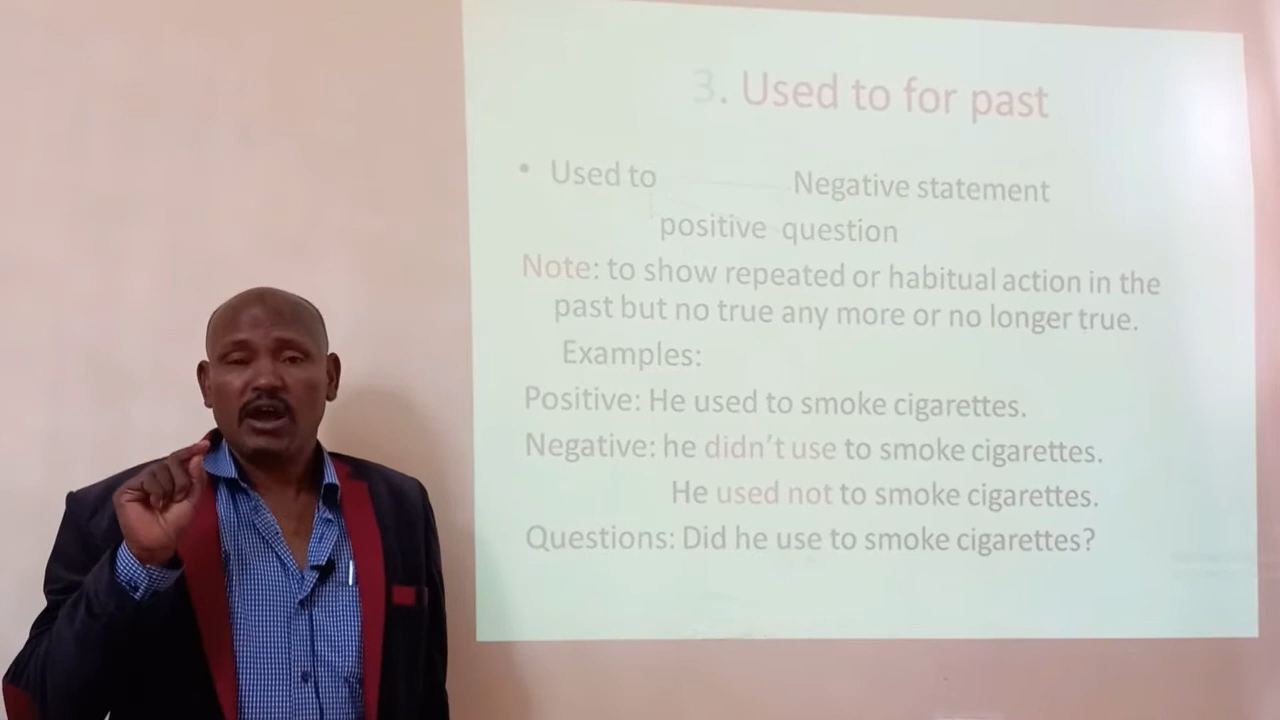 3. Used to for past
• Used to Negative statement
positive question
Note: to show repeated or habitual action in the
past but no true any more or no longer true.
Examples:
Positive: He used to smoke cigarettes.
Negative: he didn't use to smoke cigarettes.
He used not to smoke cigarettes.
Questions: Did he use to smoke cigarettes?